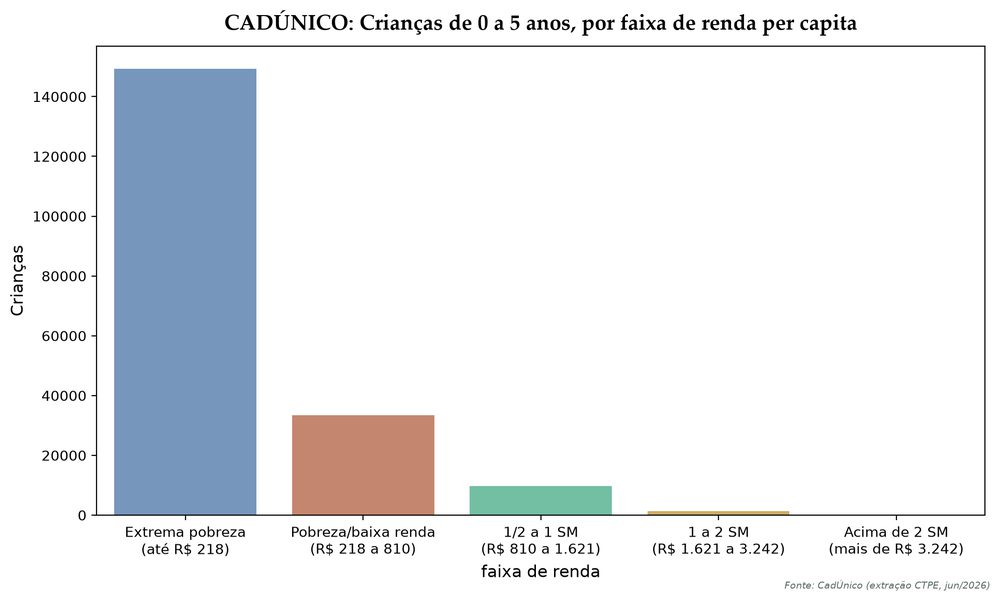 CADÚNICO: Crianças de 0 a 5 anos, por faixa de renda per capita
Crianças
140000
120000
100000
80000
60000
40000
20000
0
Extrema pobreza
(até R$ 218)
Pobreza/baixa renda
(R$ 218 a 810)
1/2 a 1 SM
(R$ 810 a 1.621)
1 a 2 SM
(R$ 1.621 a 3.242)
Acima de 2 SM
(mais de R$ 3.242)
faixa de renda
Fonte: CadÚnico (extração CTPE, jun/2026)